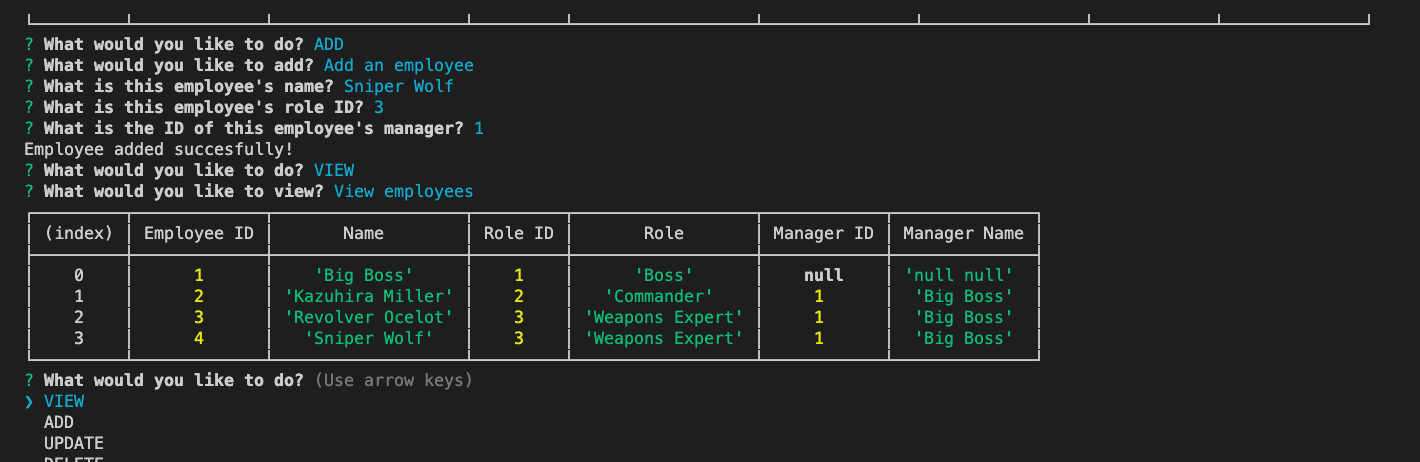 ? What would you like to do? ADD
? What would you like to add? Add an employee
? What is this employee's name? Sniper Wolf
? What is this employee's role ID? 3
? What is the ID of this employee's manager? 1
Employee added succesfully!
? What would you like to do? VIEW
? What would you like to view? View employees
(index) Employee ID Name Role ID Role Manager ID Manager Name
0 1 'Big Boss' 1 'Boss' null 'null null'
1 2 'Kazuhira Miller' 2 'Commander' 1 'Big Boss'
2 3 'Revolver Ocelot' 3 'Weapons Expert' 1 'Big Boss'
3 4 'Sniper Wolf' 3 'Weapons Expert' 1 'Big Boss'
? What would you like to do? (Use arrow keys)
❯ VIEW
ADD
UPDATE
DELETE